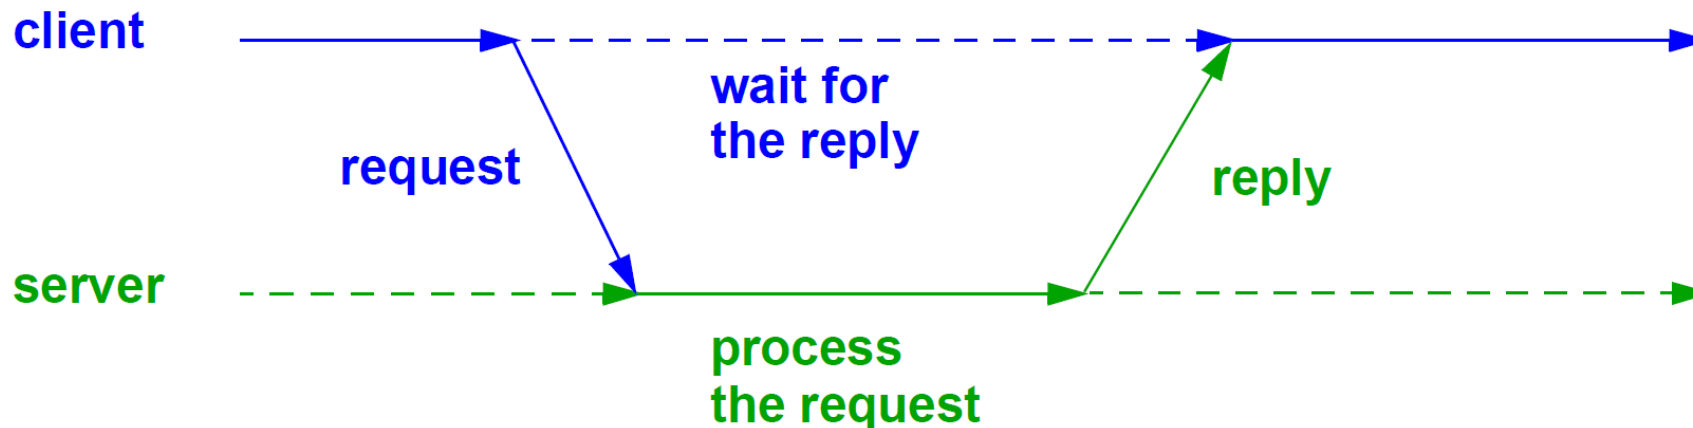 client
wait for
the reply
request
reply
server
process
the request